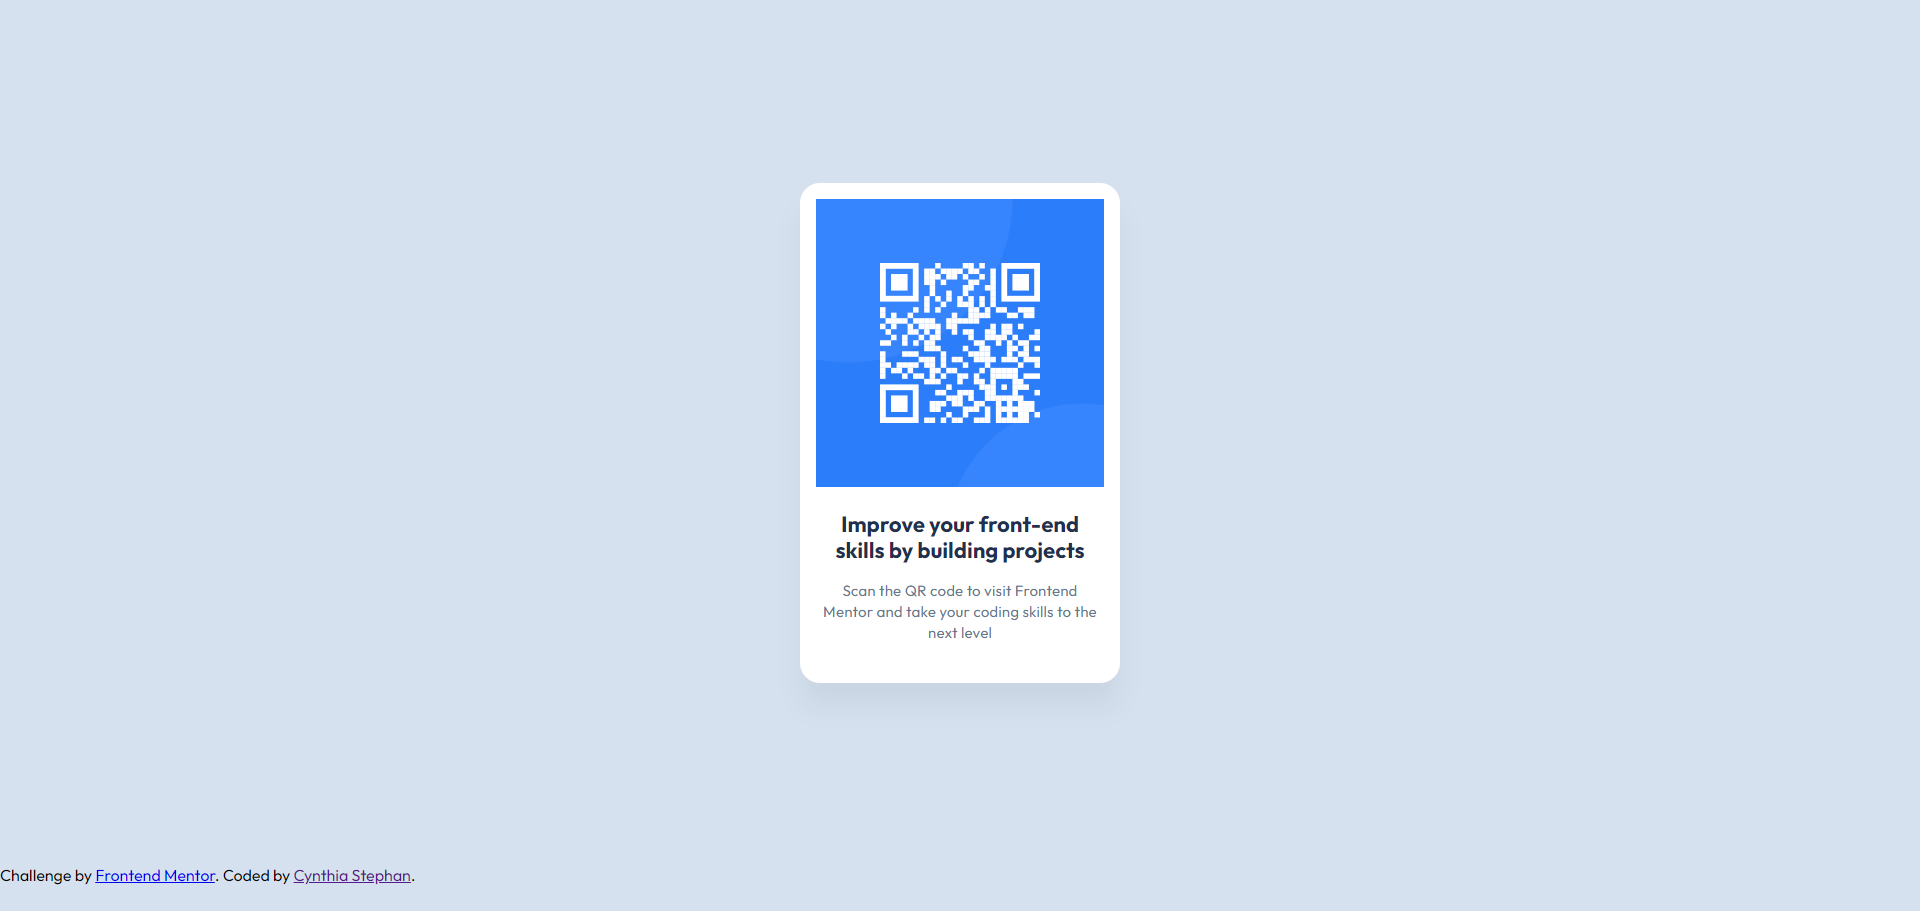 Improve your front-end
skills by building projects
Scan the QR code to visit Frontend
Mentor and take your coding skills to the
next level
Challenge by Frontend Mentor. Coded by Cynthia Stephan.